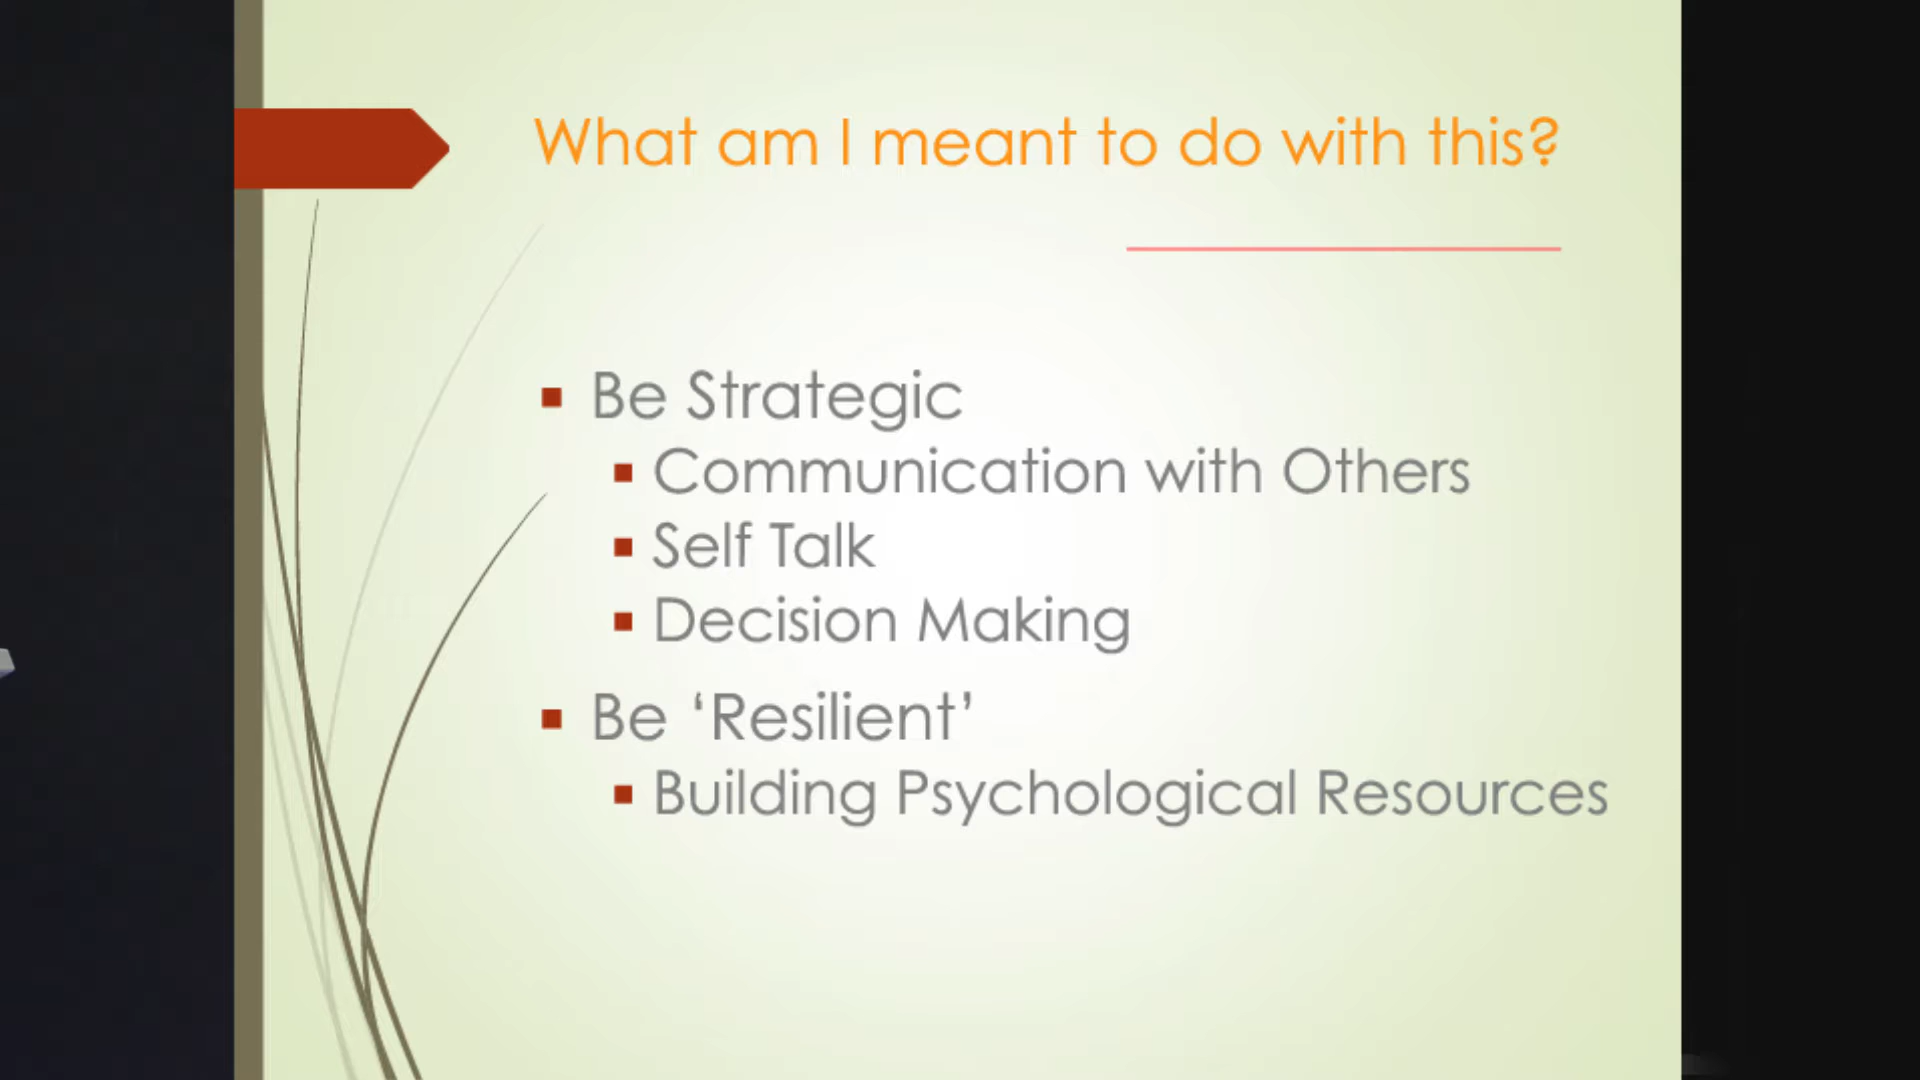 What am I meant to do with this?
Be Strategic
Communication with Others
Self Talk
Decision Making
Be ‘Resilient’
Building Psychological Resources